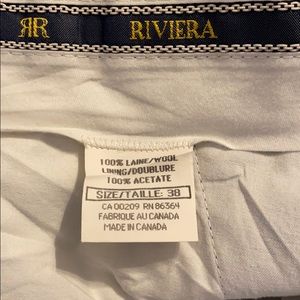 RR RIVIERA
100% LAINE/WOOL
LINING/DOUBLURE
100% ACETATE
SIZE/TAILLE: 38
CA 00209 RN 86364
FABRIQUE AU CANADA
MADE IN CANADA